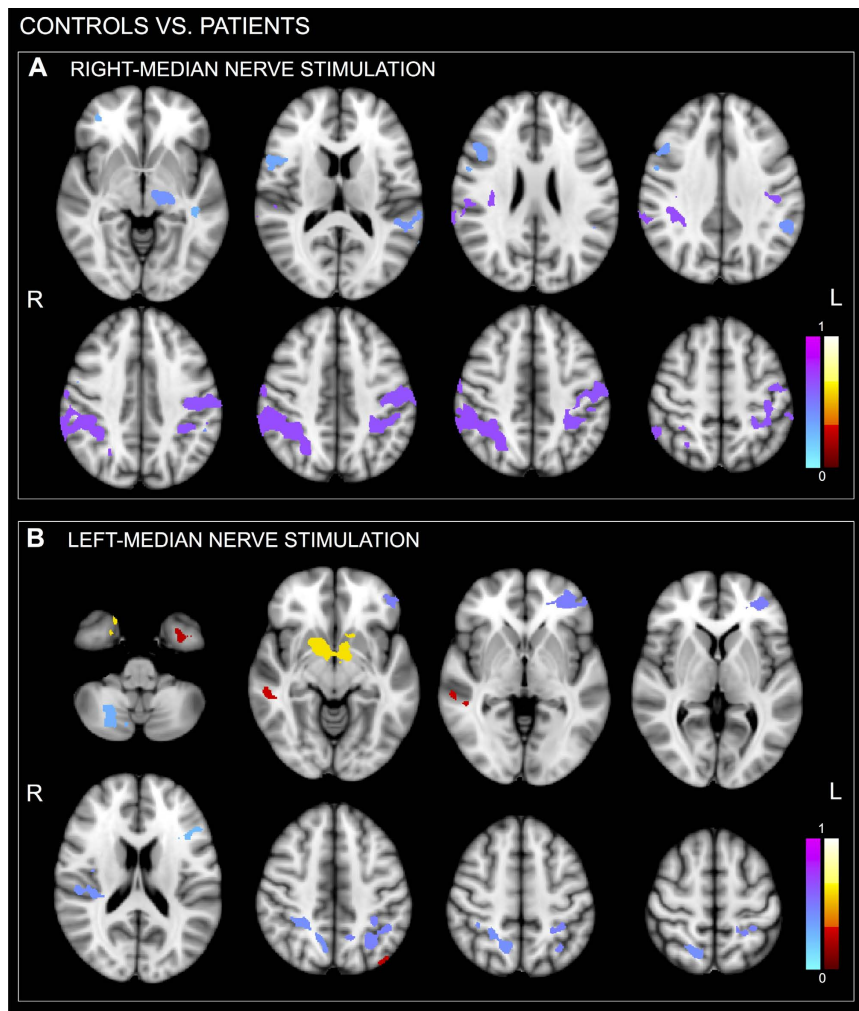 CONTROLS VS. PATIENTS
A RIGHT-MEDIAN NERVE STIMULATION
R
L
1
0
B LEFT-MEDIAN NERVE STIMULATION
R
L
1
0